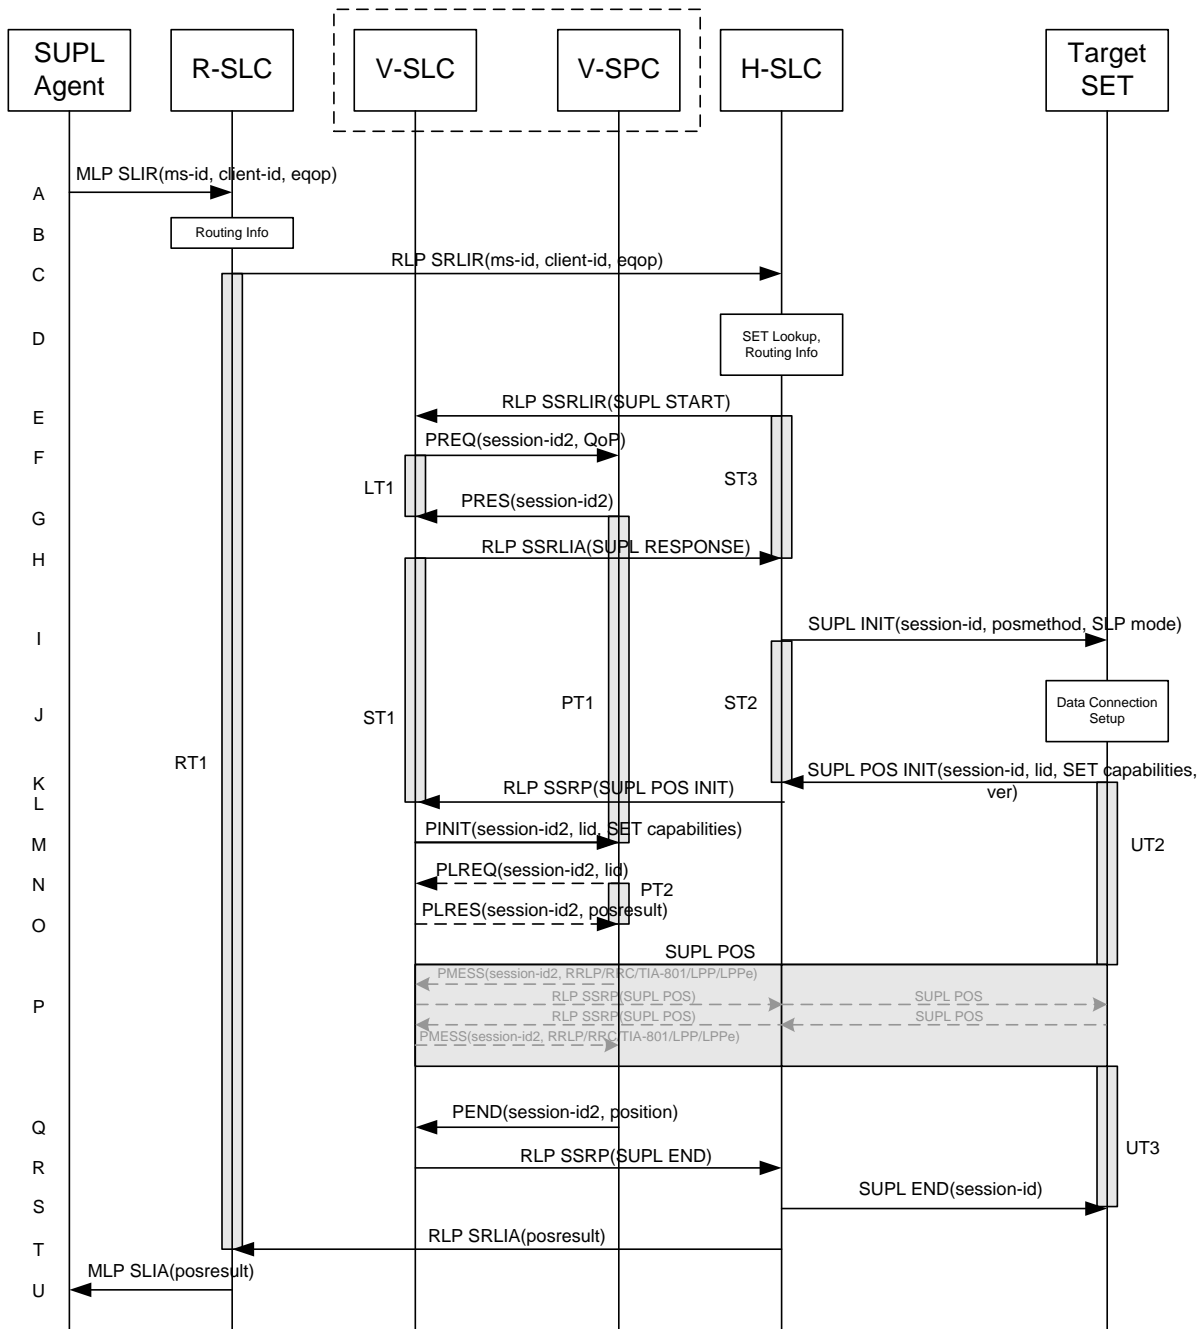 SUPL
Agent
R-SLC
V-SLC
V-SPC
H-SLC
Target
SET
A
MLP SLIR(ms-id, client-id, eqop)
B
Routing Info
C
RLP SRLIR(ms-id, client-id, eqop)
D
SET Lookup,
Routing Info
E
RLP SSRLIR(SUPL START)
F
PREQ(session-id2, QoP)
LT1
ST3
G
PRES(session-id2)
H
RLP SSRLIA(SUPL RESPONSE)
I
SUPL INIT(session-id, posmethod, SLP mode)
J
ST1
PT1
ST2
Data Connection
Setup
RT1
K
SUPL POS INIT(session-id, lid, SET capabilities,
ver)
L
RLP SSRP(SUPL POS INIT)
M
PINIT(session-id2, lid, SET capabilities)
UT2
N
PLREQ(session-id2, lid)
PT2
O
PLRES(session-id2, posresult)
SUPL POS
PMESS(session-id2, RRLP/RRC/TIA-801/LPP/LPPe)
P
RLP SSRP(SUPL POS)
SUPL POS
RLP SSRP(SUPL POS)
SUPL POS
PMESS(session-id2, RRLP/RRC/TIA-801/LPP/LPPe)
Q
PEND(session-id2, position)
UT3
R
RLP SSRP(SUPL END)
S
SUPL END(session-id)
T
RLP SRLIA(posresult)
U
MLP SLIA(posresult)